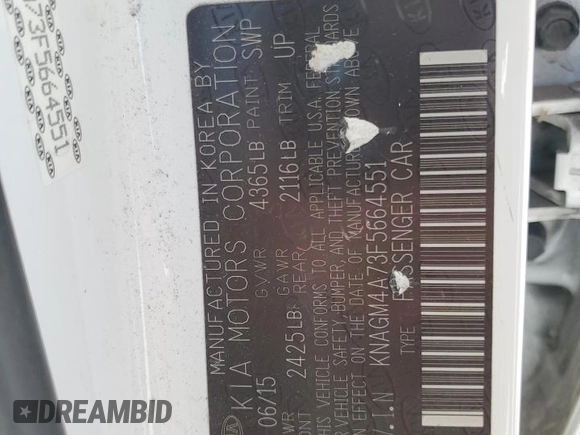 73F5664551
MANUFACTURED IN KOREA BY
KIA MOTORS CORPORATION
06/15 GVWR 4365LB PAINT SWP
GAWR 2116LB TRIM UP
2425LB REAR
THIS VEHICLE CONFORMS TO ALL APPLICABLE U.S.A. FEDERAL
VEHICLE SAFETY, BUMPER, AND THEFT PREVENTION STANDARDS
IN EFFECT ON THE DATE OF MANUFACTURE SHOWN ABOVE
KNAGM4A73F5664551
TYPE PASSENGER CAR
DREAMBID